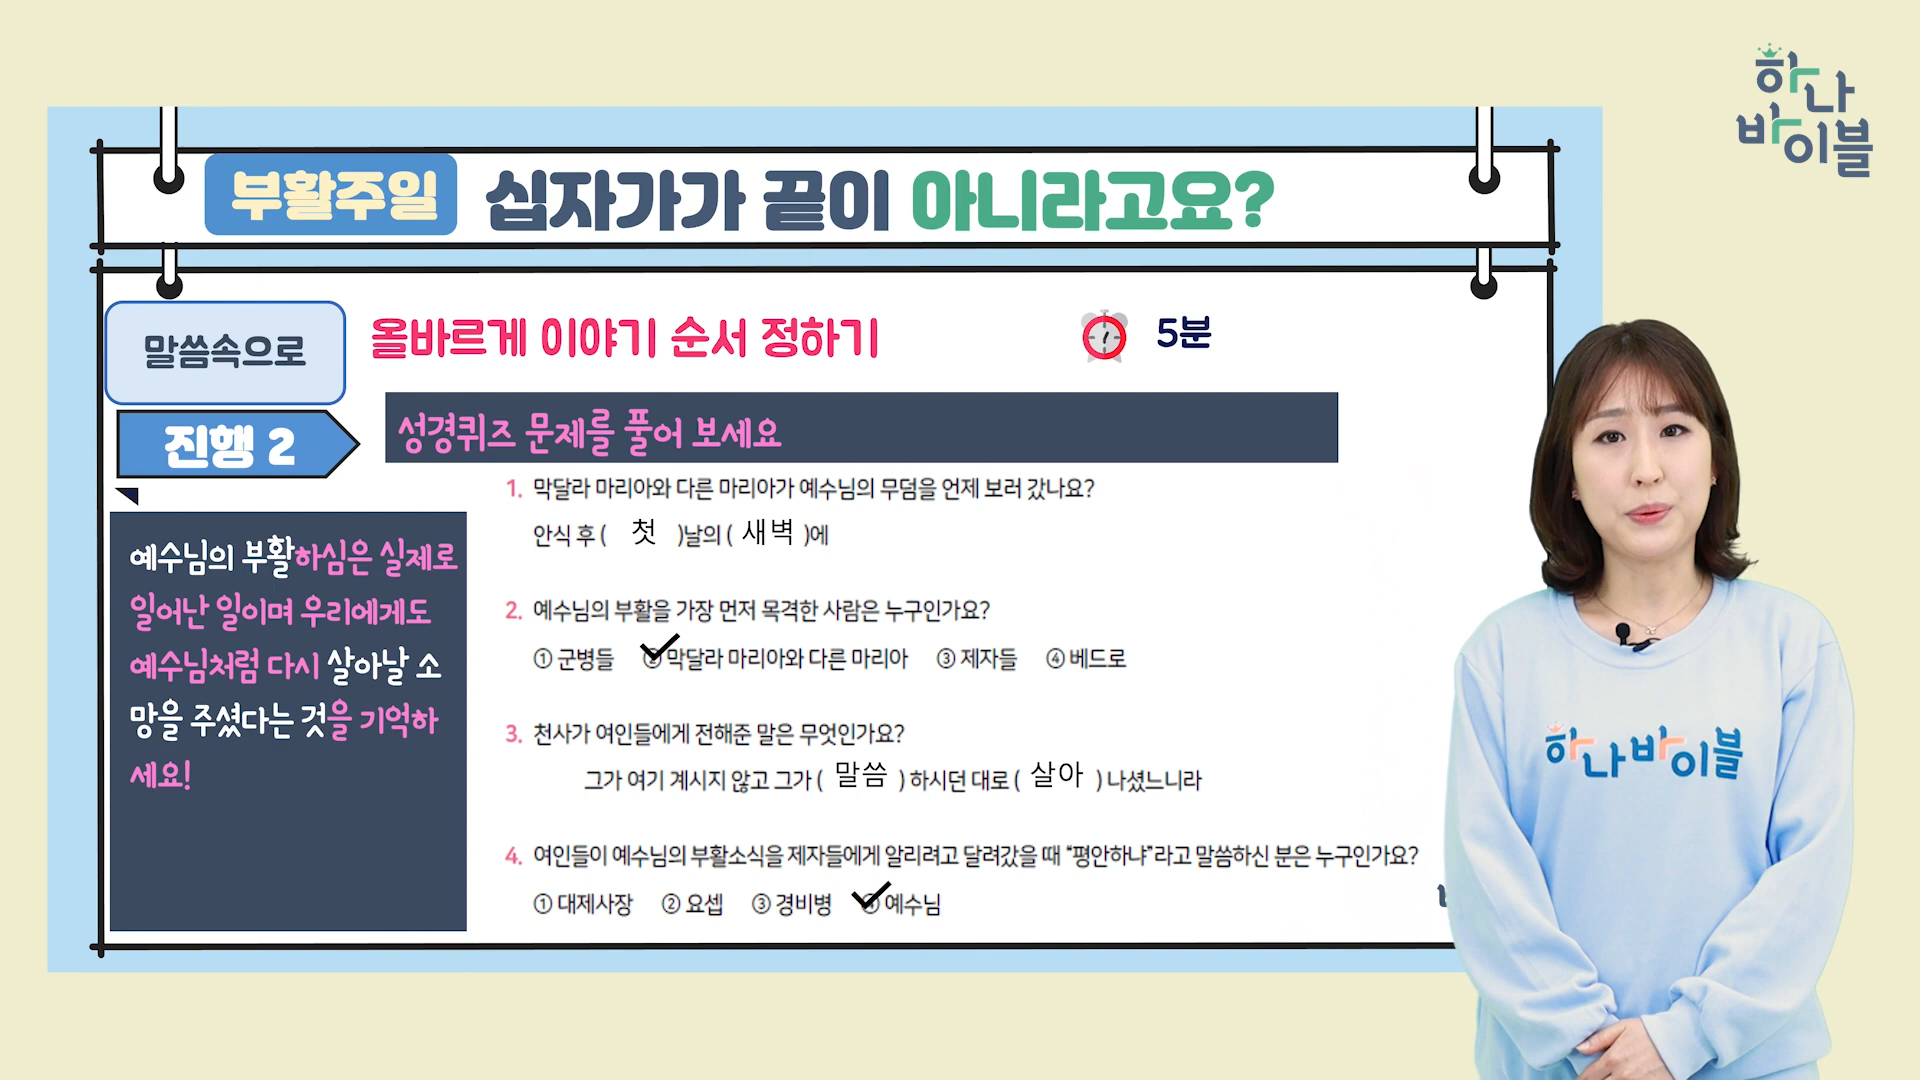 하나
바이블
부활주일 십자가가 끝이 아니라고요?
말씀속으로 올바르게 이야기 순서 정하기 5분
진행 2 성경퀴즈 문제를 풀어 보세요
예수님의 부활하심은 실제로
일어난 일이며 우리에게도
예수님처럼 다시 살아날 소
망을 주셨다는 것을 기억하
세요!
1. 막달라 마리아와 다른 마리아가 예수님의 무덤을 언제 보러 갔나요?
안식 후 ( 첫 )날의 ( 새벽 )에
2. 예수님의 부활을 가장 먼저 목격한 사람은 누구인가요?
① 군병들 ② 막달라 마리아와 다른 마리아 ③ 제자들 ④ 베드로
3. 천사가 여인들에게 전해준 말은 무엇인가요?
그가 여기 계시지 않고 그가 ( 말씀 ) 하시던 대로 ( 살아 ) 나셨느니라
4. 여인들이 예수님의 부활소식을 제자들에게 알리려고 달려갔을 때 “평안하냐”라고 말씀하신 분은 누구인가요?
① 대제사장 ② 요셉 ③ 경비병 ④ 예수님
하나바이블